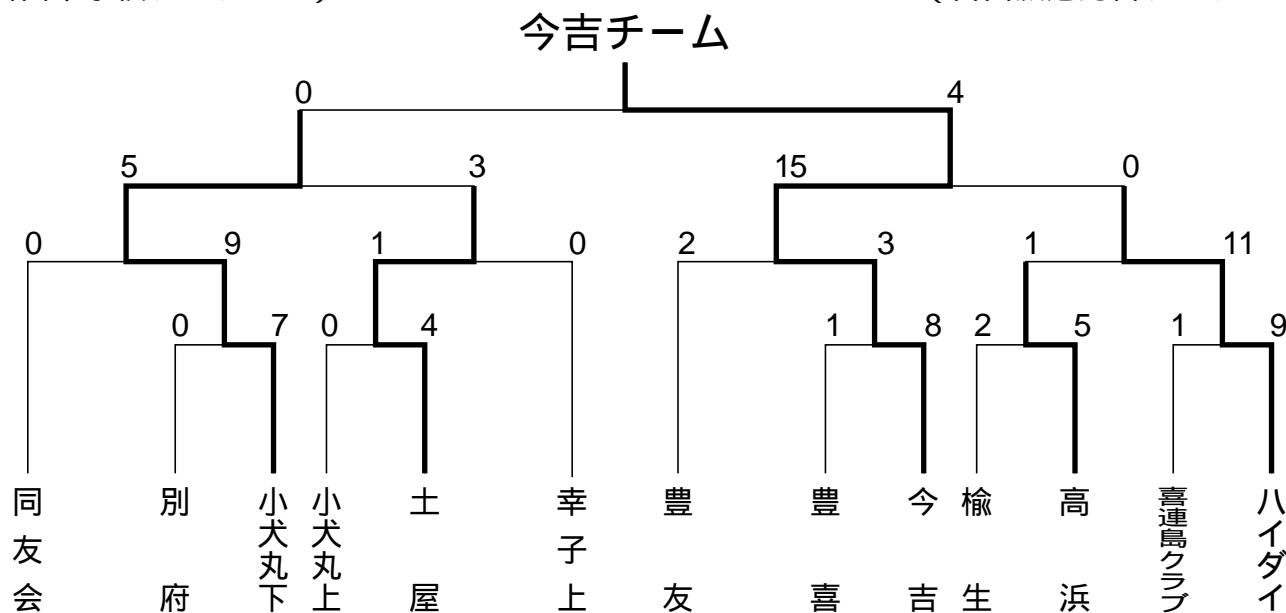 今吉チーム
0 4
5 3 15 0
0 9 1 0 2 3 1 11
0 7 0 4 1 8 2 5 1 9
同友会
別府
小犬丸下
小犬丸上
土屋
幸子上
豊友
豊喜
今吉
楡生
高浜
喜連島クラブ
ハイダイ